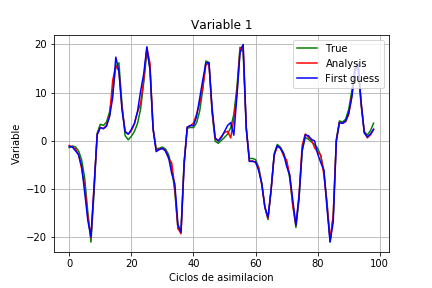 Variable 1
True
Analysis
First guess
Variable
20
10
0
−10
−20
0
20
40
60
80
100
Ciclos de asimilacion